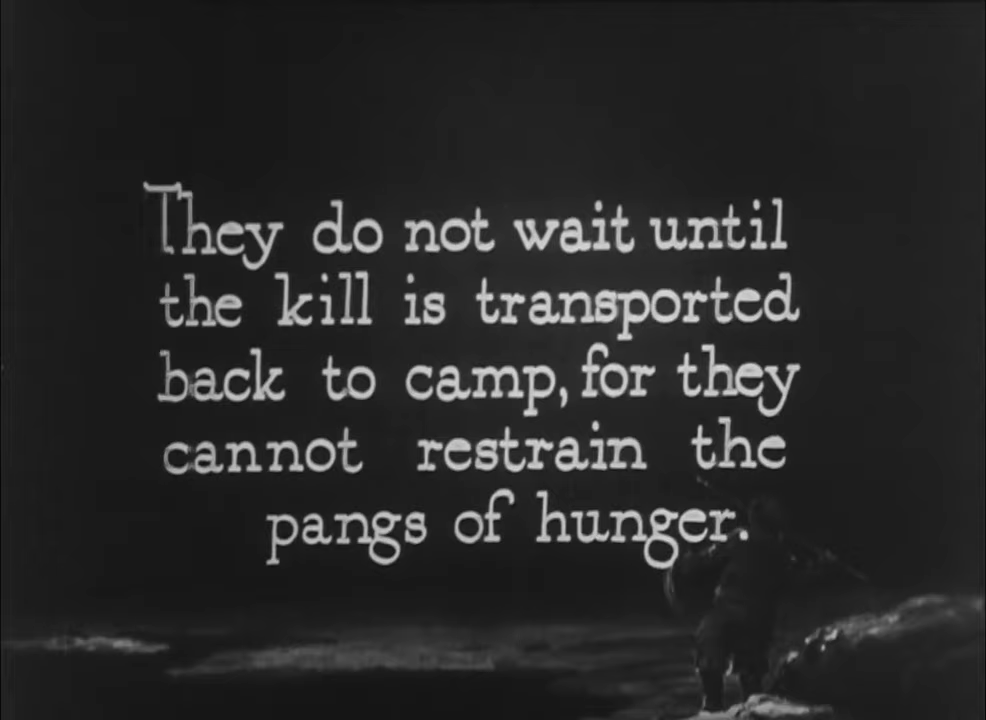 They do not wait until
the kill is transported
back to camp, for they
cannot restrain the
pangs of hunger.